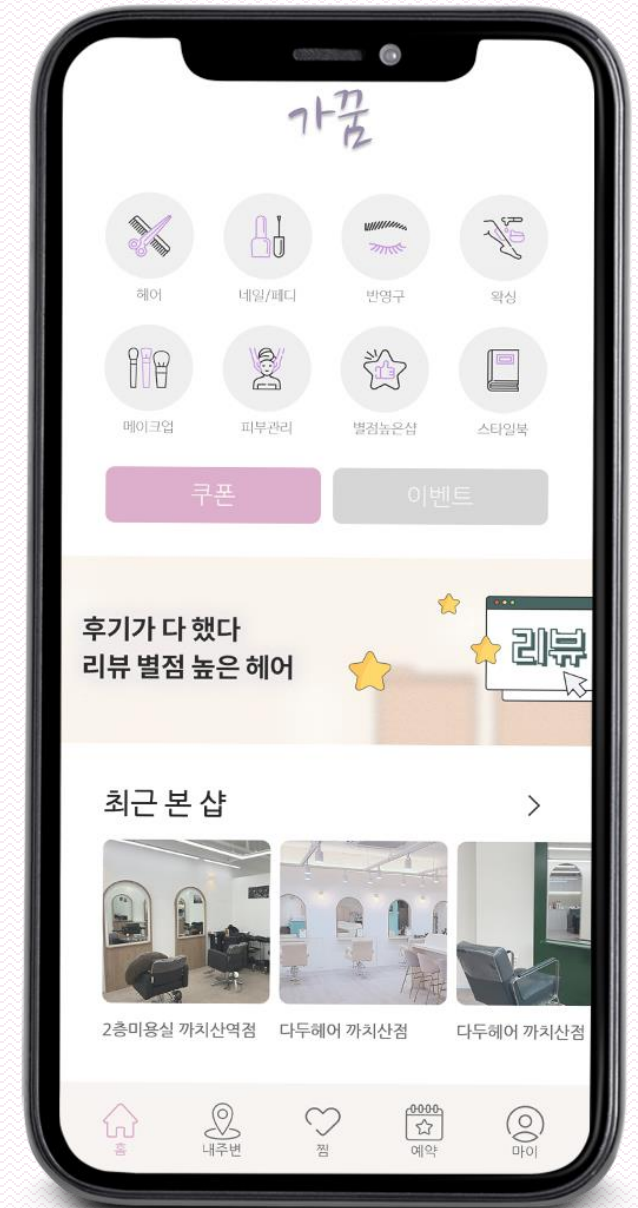 가꿈
헤어 네일/페디 반영구 왁싱
메이크업 피부관리 별점높은샵 스타일북
쿠폰 이벤트
후기가 다 했다
리뷰 별점 높은 헤어
리뷰
최근 본 샵
2층미용실 까치산역점 다두헤어 까치산점 다두헤어 까치산점
홈 내주변 찜 예약 마이